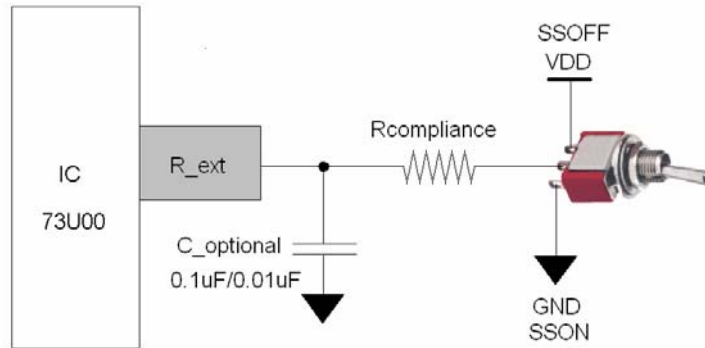 SSOFF
VDD
Rcompliance
R_ext
IC
73U00
C_optional
0.1uF/0.01uF
GND
SSON